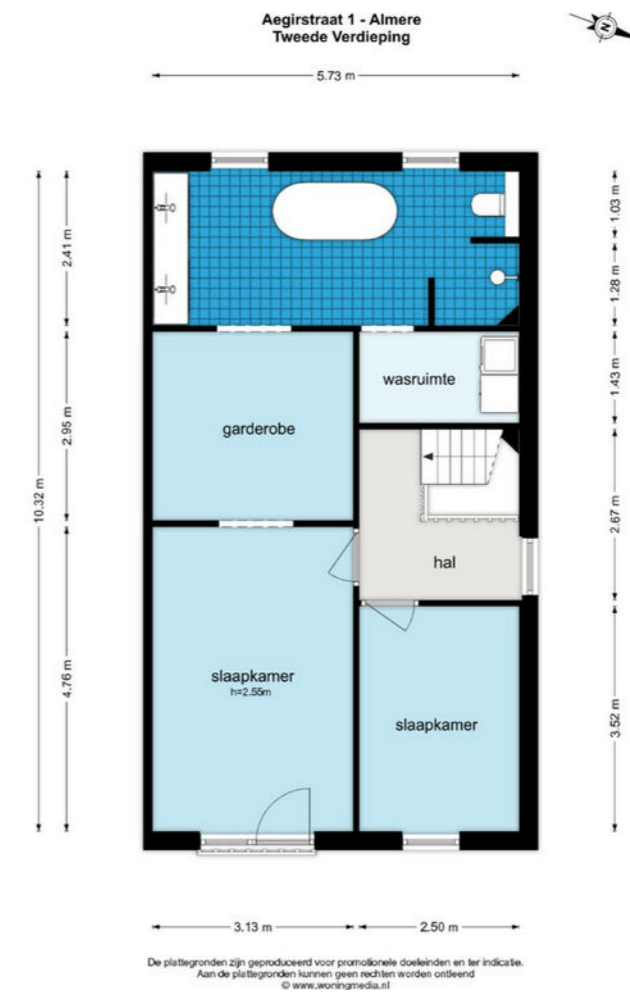 Aegirstraat 1 - Almere
Tweede Verdieping
N
5.73 m
10.32 m
2.41 m
2.95 m
4.76 m
1.03 m
1.28 m
1.43 m
2.67 m
3.52 m
wasruimte
garderobe
hal
slaapkamer
h=2.55m
slaapkamer
3.13 m
2.50 m
De plattegronden zijn geproduceerd voor promotionele doeleinden en ter indicatie.
Aan de plattegronden kunnen geen rechten worden ontleend
© www.woningmedia.nl